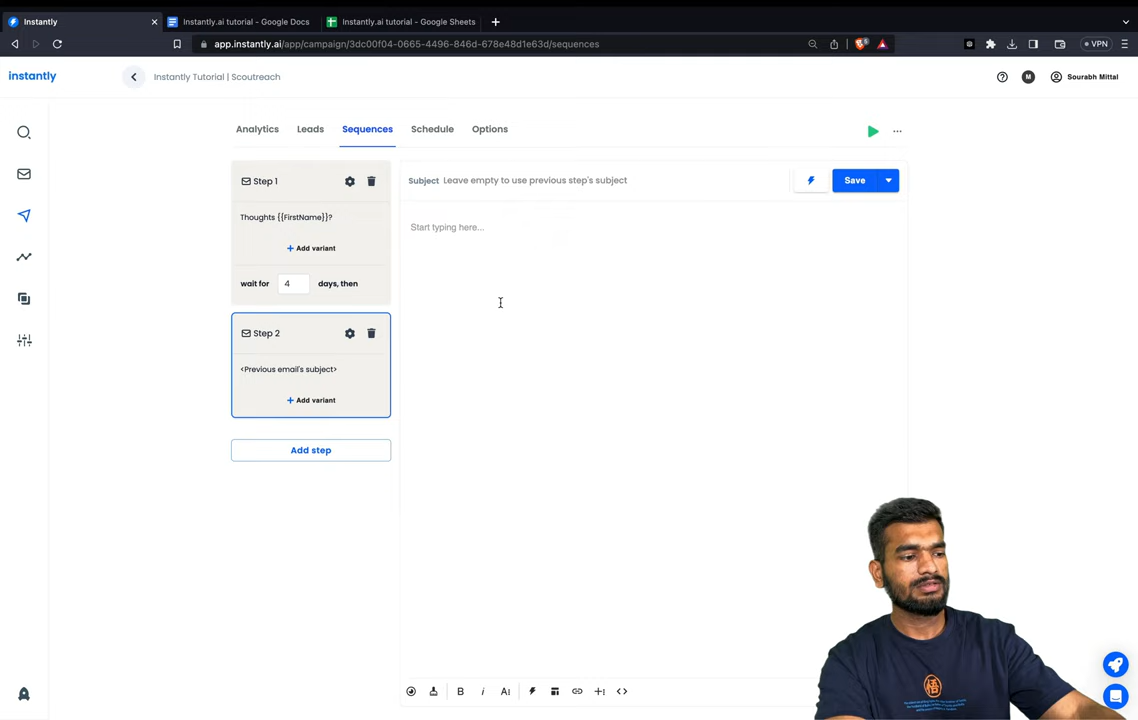 Instantly
Instantly.ai tutorial - Google Docs
Instantly.ai tutorial - Google Sheets
app.instantly.ai/app/campaign/3dc00f04-0665-4496-846d-678e48d1e63d/sequences
VPN
instantly
Instantly Tutorial | Scoutreach
M
Sourabh Mittal
Analytics
Leads
Sequences
Schedule
Options
Step 1
Thoughts {{FirstName}}?
+ Add variant
wait for 4 days, then
Step 2
<Previous email's subject>
+ Add variant
Add step
Subject Leave empty to use previous step's subject
Save
Start typing here...
B i A